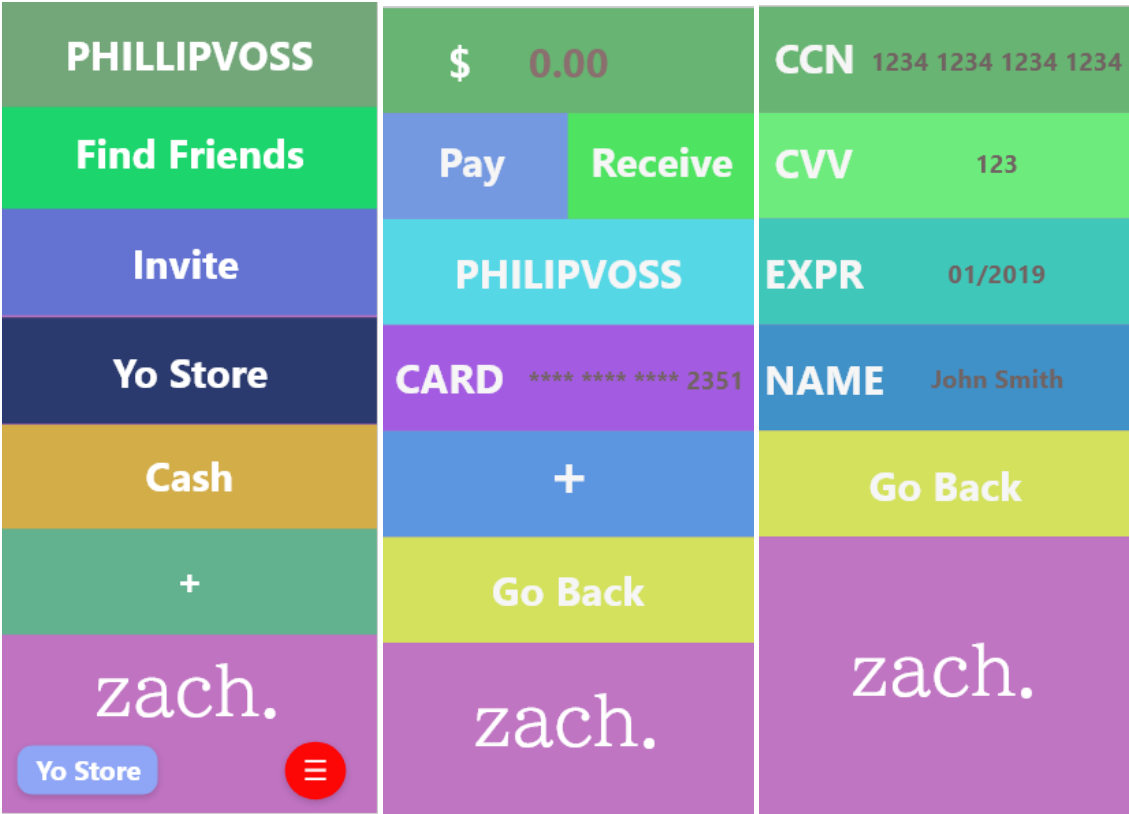 PHILLIPVOSS
Find Friends
Invite
Yo Store
Cash
+
zach.
Yo Store
$ 0.00
Pay Receive
PHILIPVOSS
CARD **** **** **** 2351
+
Go Back
zach.
CCN 1234 1234 1234 1234
CVV 123
EXPR 01/2019
NAME John Smith
Go Back
zach.